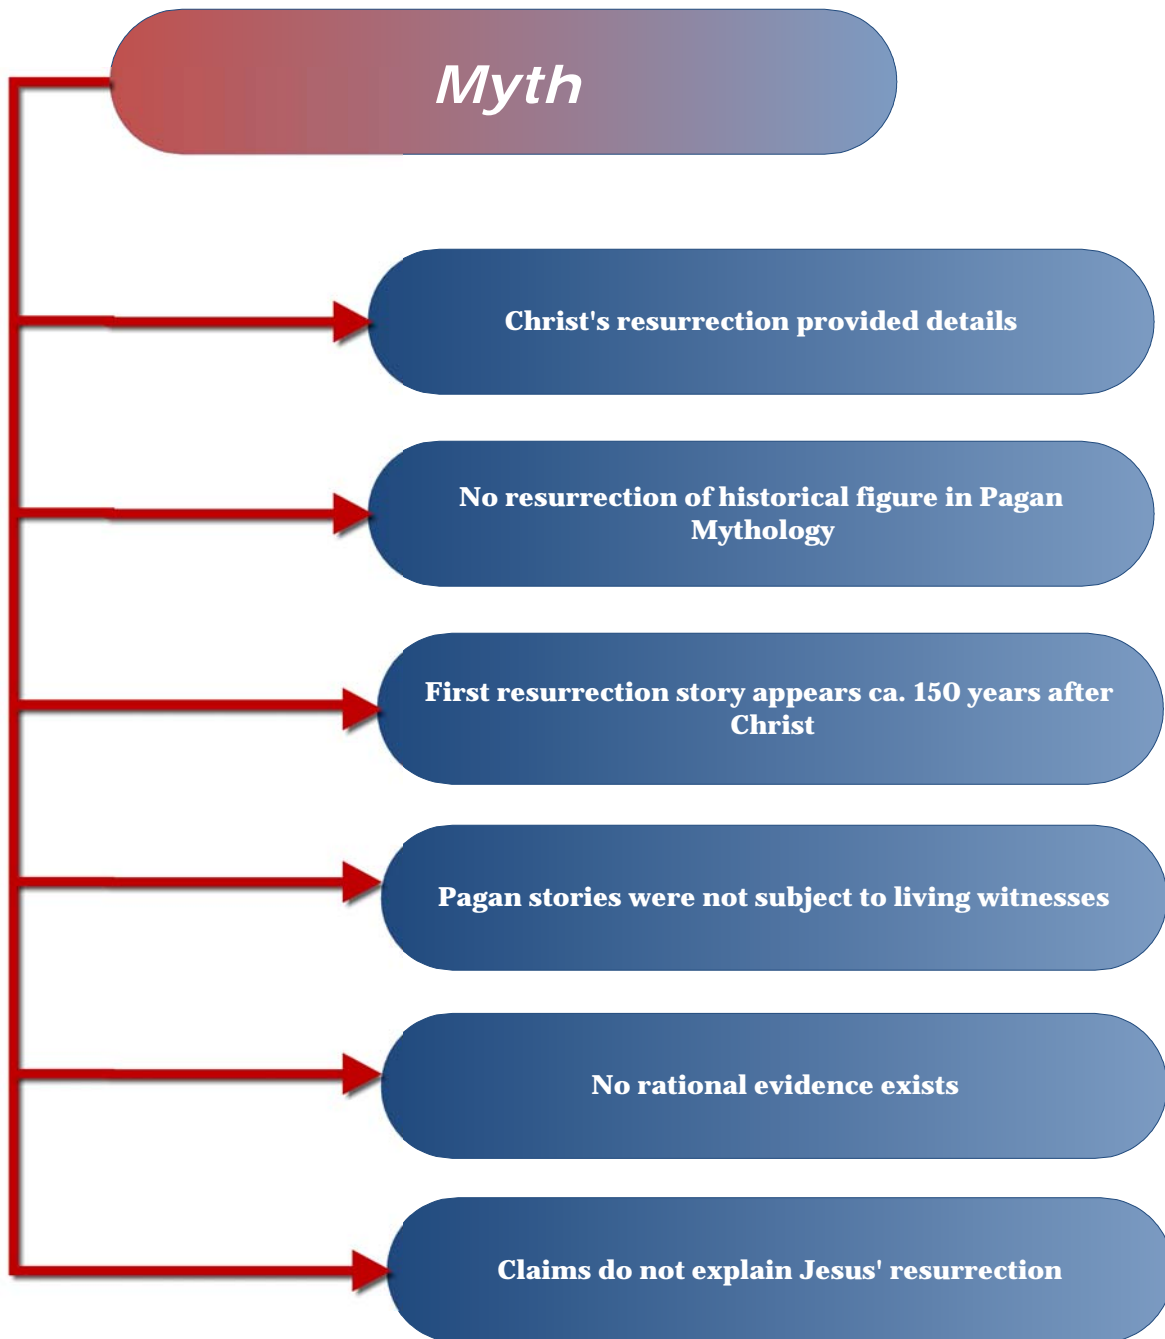 Myth
Christ's resurrection provided details
No resurrection of historical figure in Pagan
Mythology
First resurrection story appears ca. 150 years after
Christ
Pagan stories were not subject to living witnesses
No rational evidence exists
Claims do not explain Jesus' resurrection